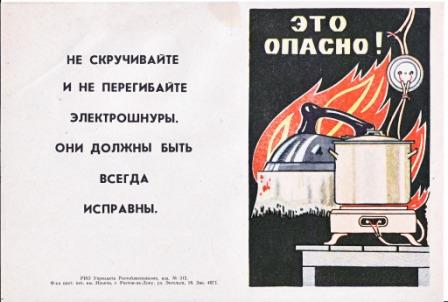 НЕ СКРУЧИВАЙТЕ
И НЕ ПЕРЕГИБАЙТЕ
ЭЛЕКТРОШНУРЫ.
ОНИ ДОЛЖНЫ БЫТЬ
ВСЕГДА
ИСПРАВНЫ.
ЭТО
ОПАСНО!